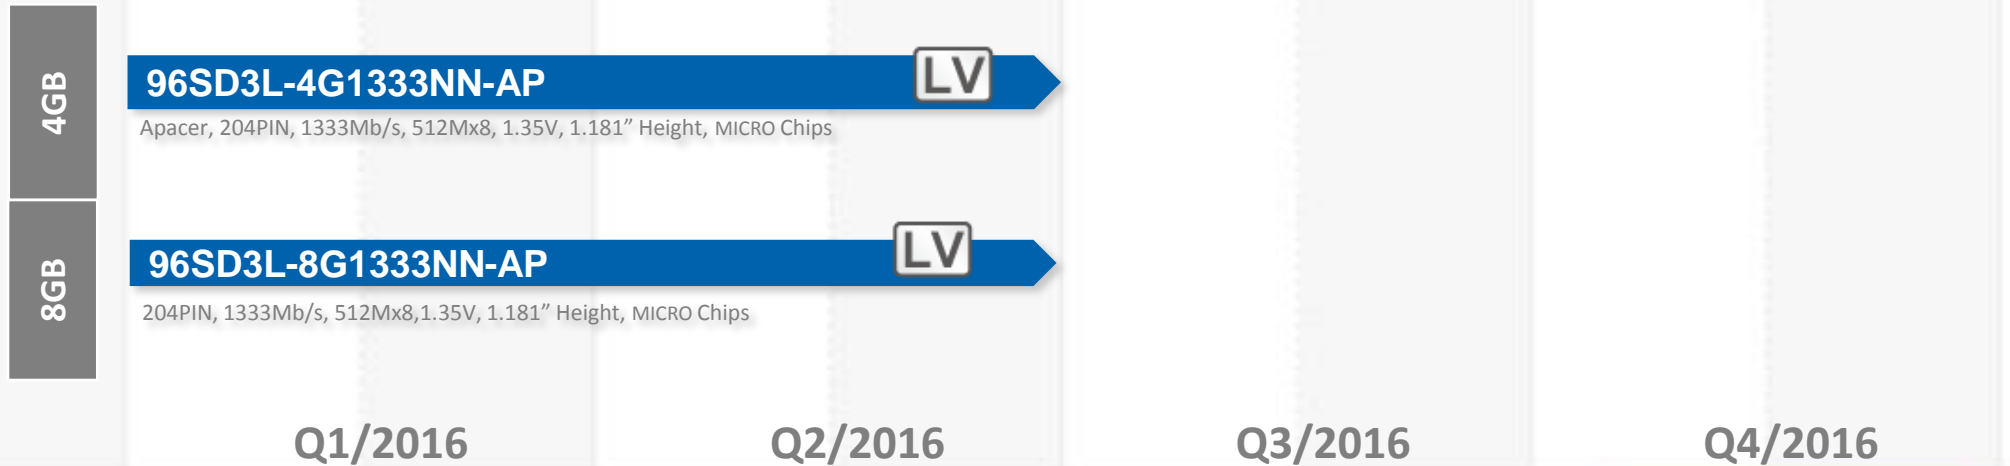 4GB
96SD3L-4G1333NN-AP
LV
Apacer, 204PIN, 1333Mb/s, 512Mx8, 1.35V, 1.181” Height, MICRO Chips
8GB
96SD3L-8G1333NN-AP
LV
204PIN, 1333Mb/s, 512Mx8,1.35V, 1.181” Height, MICRO Chips
Q1/2016
Q2/2016
Q3/2016
Q4/2016